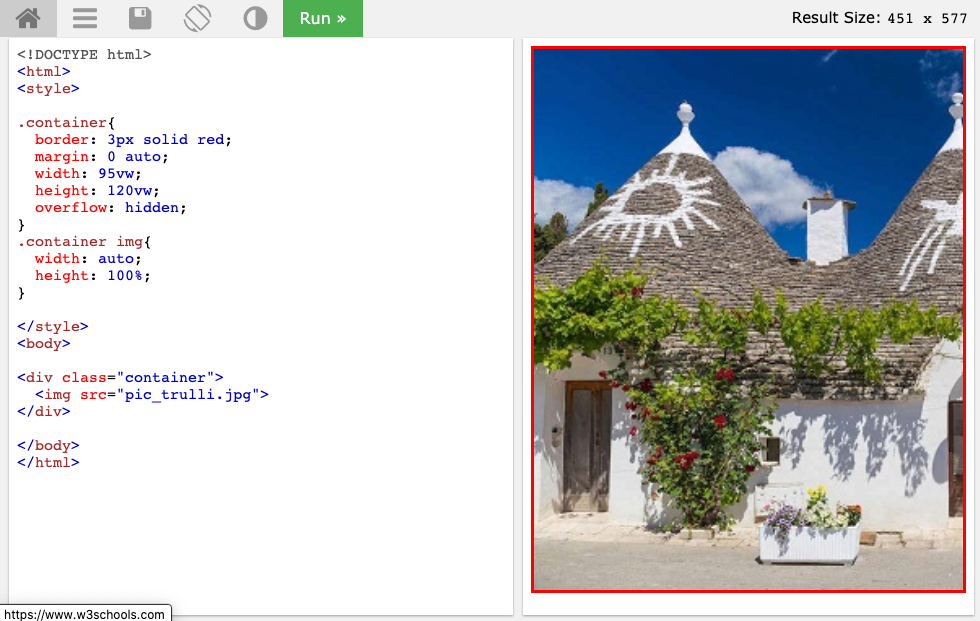 Run »
Result Size: 451 x 577
<!DOCTYPE html>
<html>
<style>
.container{
border: 3px solid red;
margin: 0 auto;
width: 95vw;
height: 120vw;
overflow: hidden;
}
.container img{
width: auto;
height: 100%;
}
</style>
<body>
<div class="container">
<img src="pic_trulli.jpg">
</div>
</body>
</html>
https://www.w3schools.com